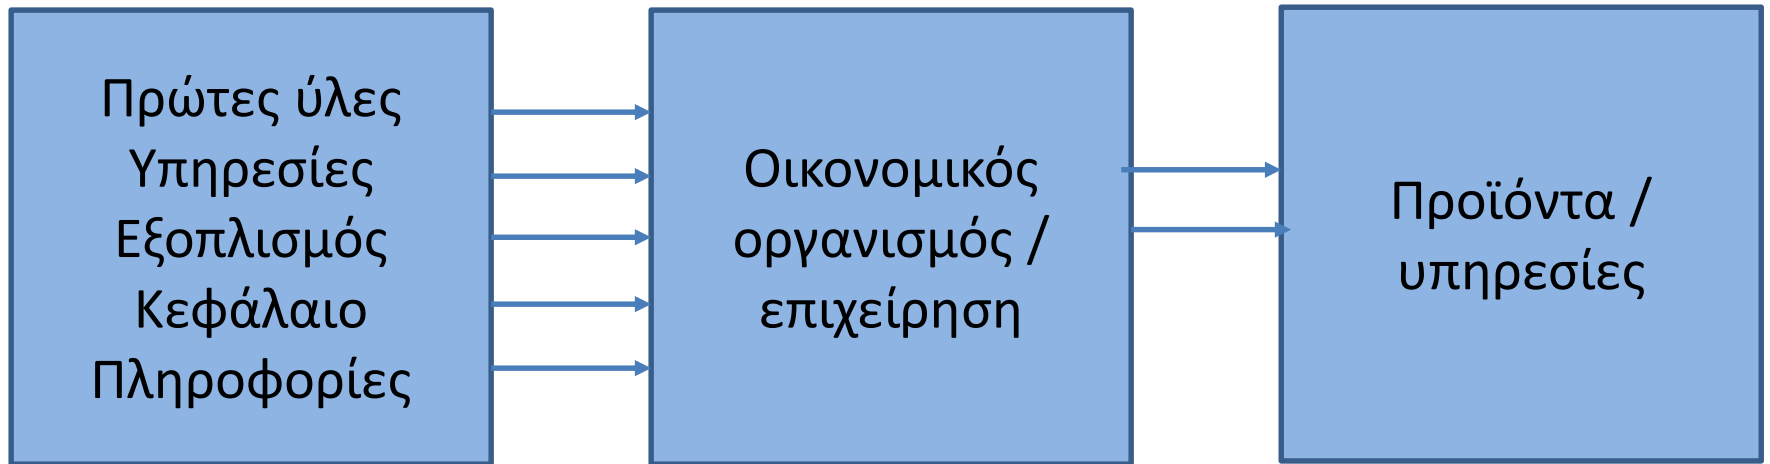 Πρώτες ύλες
Υπηρεσίες
Εξοπλισμός
Κεφάλαιο
Πληροφορίες
Οικονομικός
οργανισμός /
επιχείρηση
Προϊόντα /
υπηρεσίες